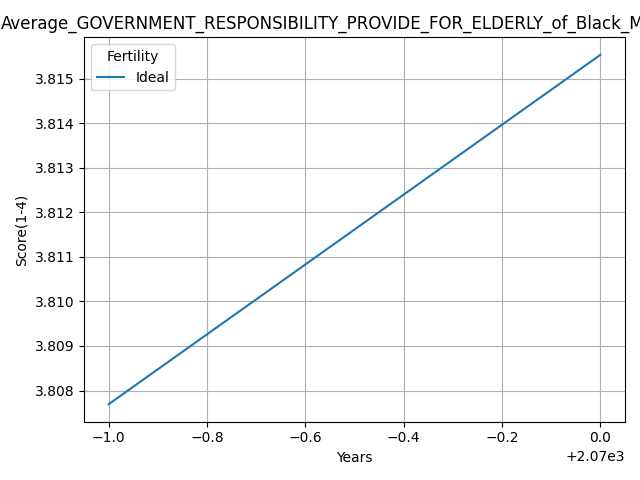 Average_GOVERNMENT_RESPONSIBILITY_PROVIDE_FOR_ELDERLY_of_Black_M
Fertility
Ideal
3.815
3.814
3.813
3.812
3.811
3.810
3.809
3.808
Score(1-4)
−1.0 −0.8 −0.6 −0.4 −0.2 0.0
Years
+2.07e3